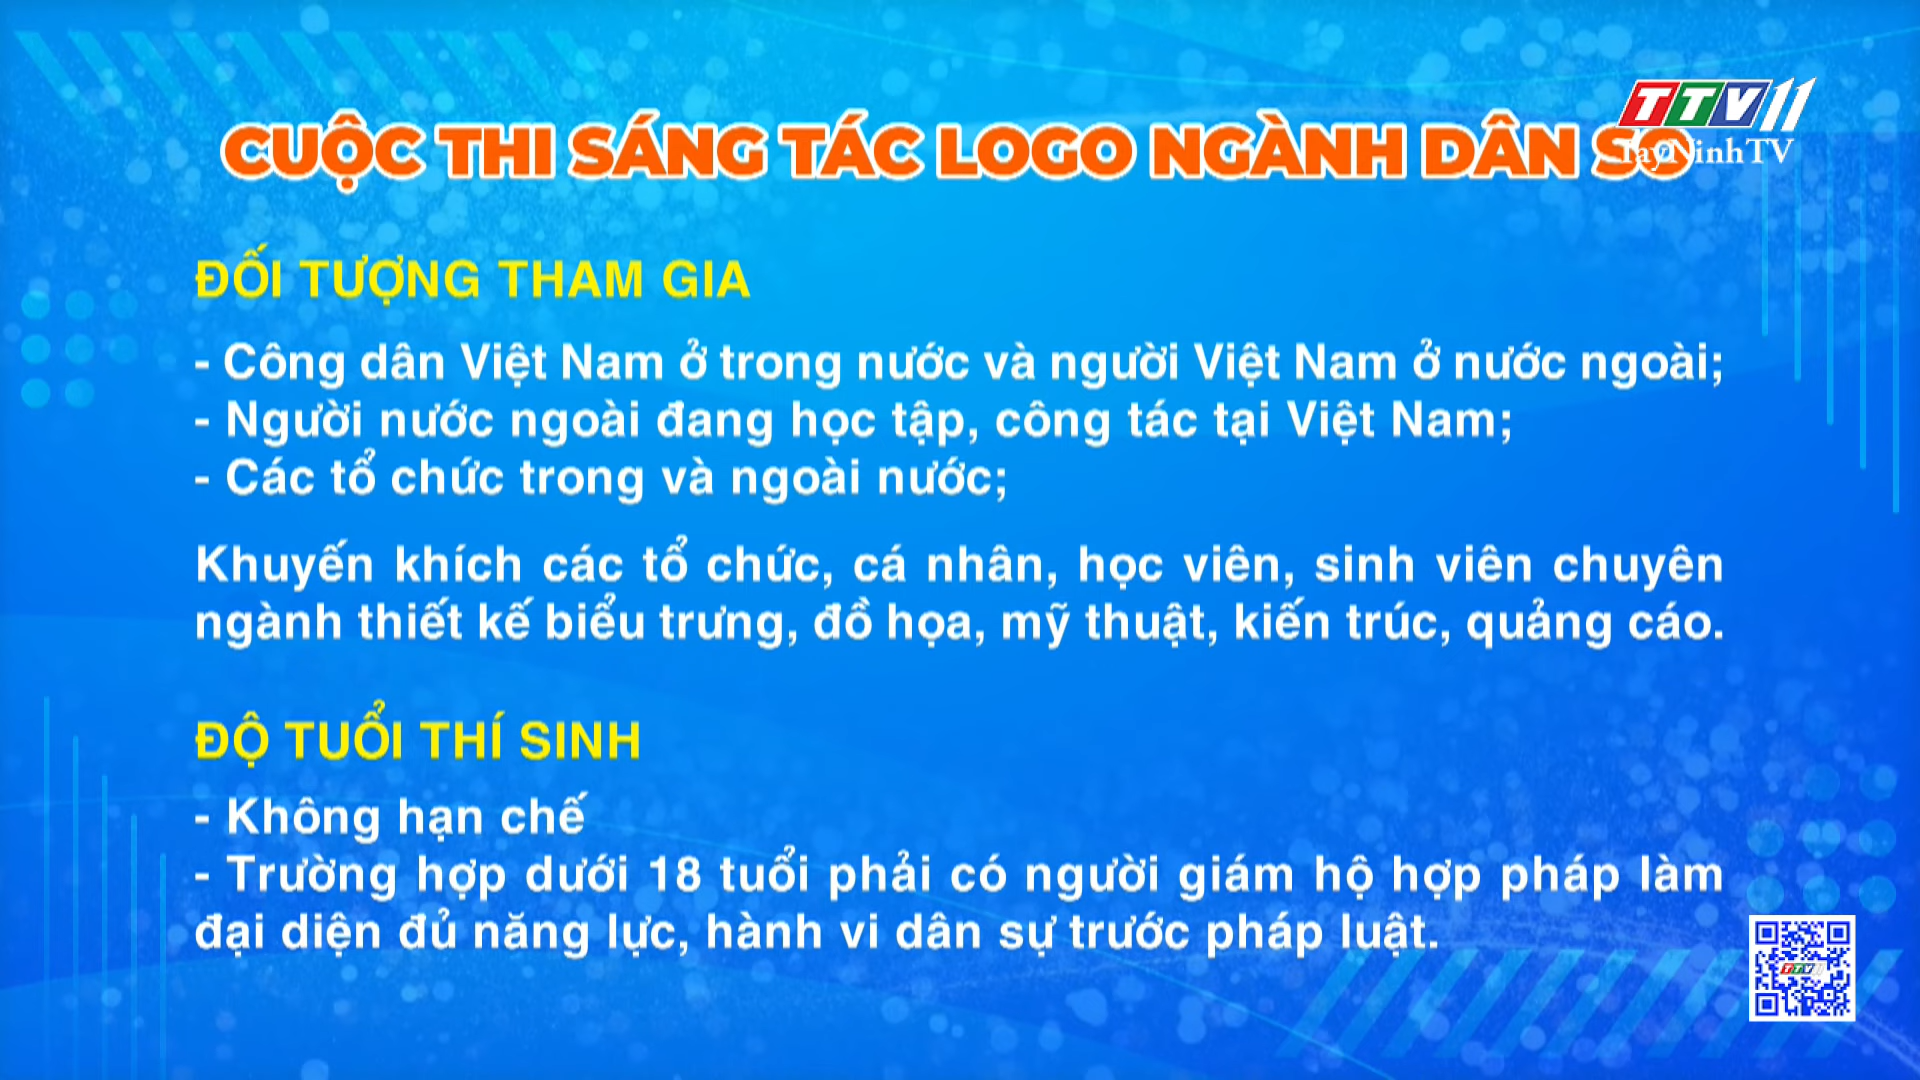 TTV11
CUỘC THI SÁNG TÁC LOGO NGÀNH DÂN SỐ
TayNinhTV
ĐỐI TƯỢNG THAM GIA
- Công dân Việt Nam ở trong nước và người Việt Nam ở nước ngoài;
- Người nước ngoài đang học tập, công tác tại Việt Nam;
- Các tổ chức trong và ngoài nước;
Khuyến khích các tổ chức, cá nhân, học viên, sinh viên chuyên
ngành thiết kế biểu trưng, đồ họa, mỹ thuật, kiến trúc, quảng cáo.
ĐỘ TUỔI THÍ SINH
- Không hạn chế
- Trường hợp dưới 18 tuổi phải có người giám hộ hợp pháp làm
đại diện đủ năng lực, hành vi dân sự trước pháp luật.
TTV11